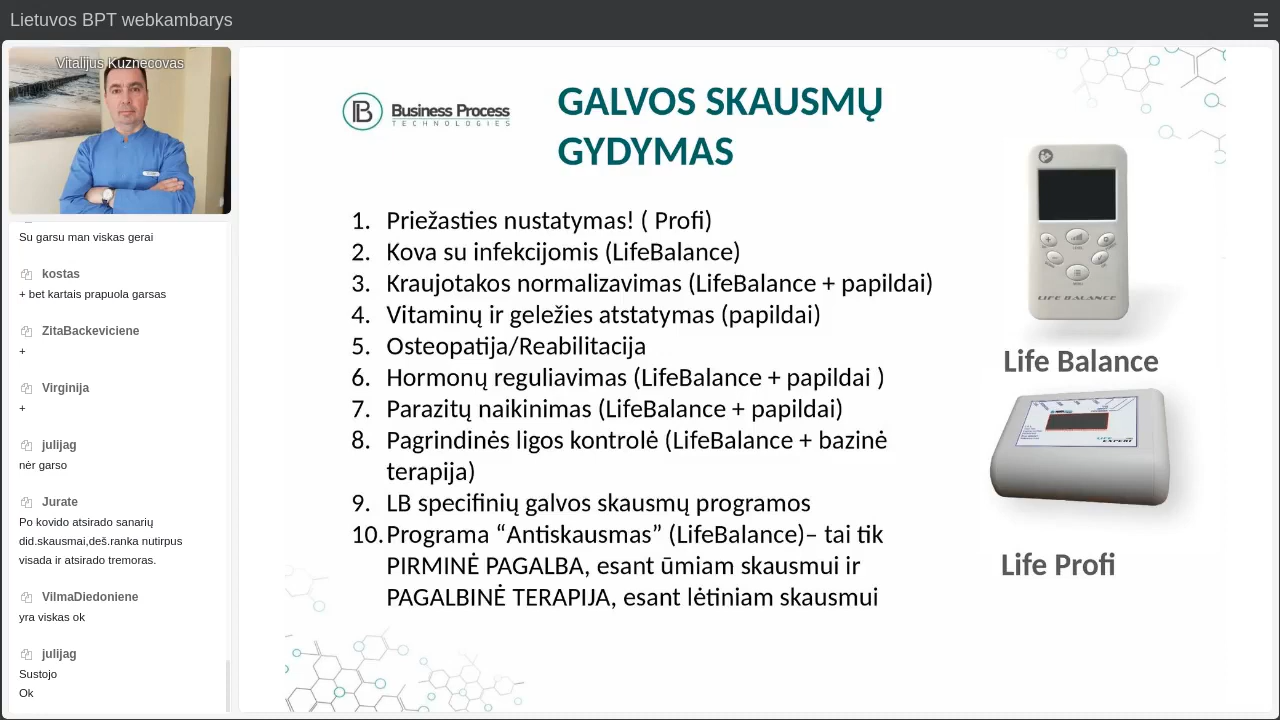 Lietuvos BPT webkambarys
Vitalijus Kuznecovas
Su garsu man viskas gerai
kostas
+ bet kartais prapuola garsas
ZitaBackeviciene
+
Virginija
+
julijag
nėr garso
Jurate
Po kovido atsirado sanarių
did.skausmai,deš.ranka nutirpus
visada ir atsirado tremoras.
VilmaDiedoniene
yra viskas ok
julijag
Sustojo
Ok
Business Process
TECHNOLOGIES
GALVOS SKAUSMŲ
GYDYMAS
1. Priežasties nustatymas! ( Profi)
2. Kova su infekcijomis (LifeBalance)
3. Kraujotakos normalizavimas (LifeBalance + papildai)
4. Vitaminų ir geležies atstatymas (papildai)
5. Osteopatija/Reabilitacija
6. Hormonų reguliavimas (LifeBalance + papildai )
7. Parazitų naikinimas (LifeBalance + papildai)
8. Pagrindinės ligos kontrolė (LifeBalance + bazinė
terapija)
9. LB specifinių galvos skausmų programos
10. Programa “Antiskausmas” (LifeBalance)– tai tik
PIRMINĖ PAGALBA, esant ūmiam skausmui ir
PAGALBINĖ TERAPIJA, esant lėtiniam skausmui
LIFE BALANCE
Life Balance
LIFE
EXPERT
Life Profi